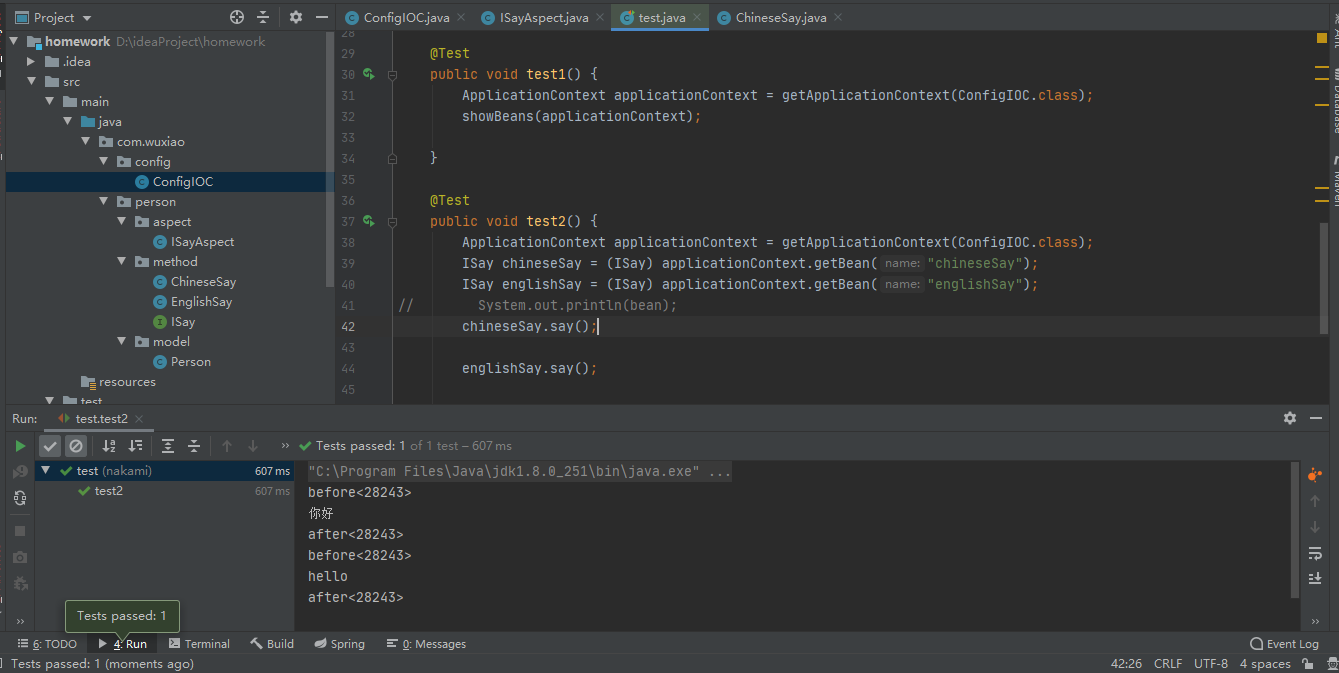 Project
ConfigIOC.java
ISayAspect.java
test.java
ChineseSay.java
homework D:\ideaProject\homework
.idea
src
main
java
com.wuxiao
config
ConfigIOC
person
aspect
ISayAspect
method
ChineseSay
EnglishSay
ISay
model
Person
resources
test
28
29 @Test
30 public void test1() {
31 ApplicationContext applicationContext = getApplicationContext(ConfigIOC.class);
32 showBeans(applicationContext);
33
34 }
35
36 @Test
37 public void test2() {
38 ApplicationContext applicationContext = getApplicationContext(ConfigIOC.class);
39 ISay chineseSay = (ISay) applicationContext.getBean( name: "chineseSay");
40 ISay englishSay = (ISay) applicationContext.getBean( name: "englishSay");
41 // System.out.println(bean);
42 chineseSay.say();
43
44 englishSay.say();
45
Database
Maven
Run: test.test2
Tests passed: 1 of 1 test – 607 ms
test (nakami) 607 ms
test2 607 ms
"C:\Program Files\Java\jdk1.8.0_251\bin\java.exe" ...
before<28243>
你好
after<28243>
before<28243>
hello
after<28243>
Tests passed: 1
6: TODO
4: Run
Terminal
Build
Spring
0: Messages
Event Log
Tests passed: 1 (moments ago)
42:26 CRLF UTF-8 4 spaces